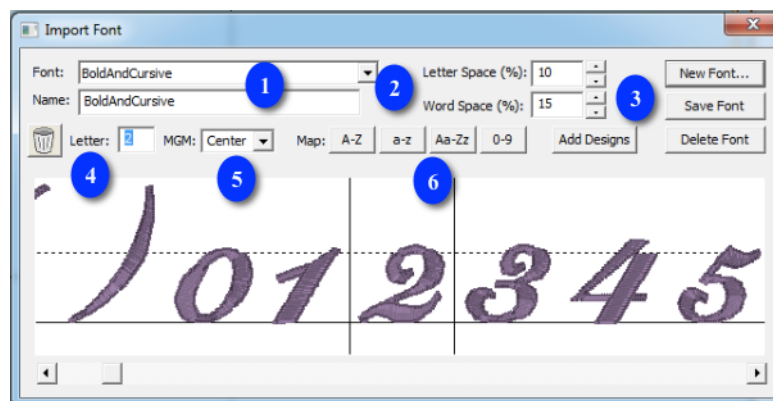 Import Font
Font: BoldAndCursive Letter Space (%): 10 New Font...
Name: BoldAndCursive Word Space (%): 15 Save Font
Letter: 2 MGM: Center Map: A-Z a-z Aa-Zz 0-9 Add Designs Delete Font
1
2
3
4
5
6
) 0 1 2 3 4 5